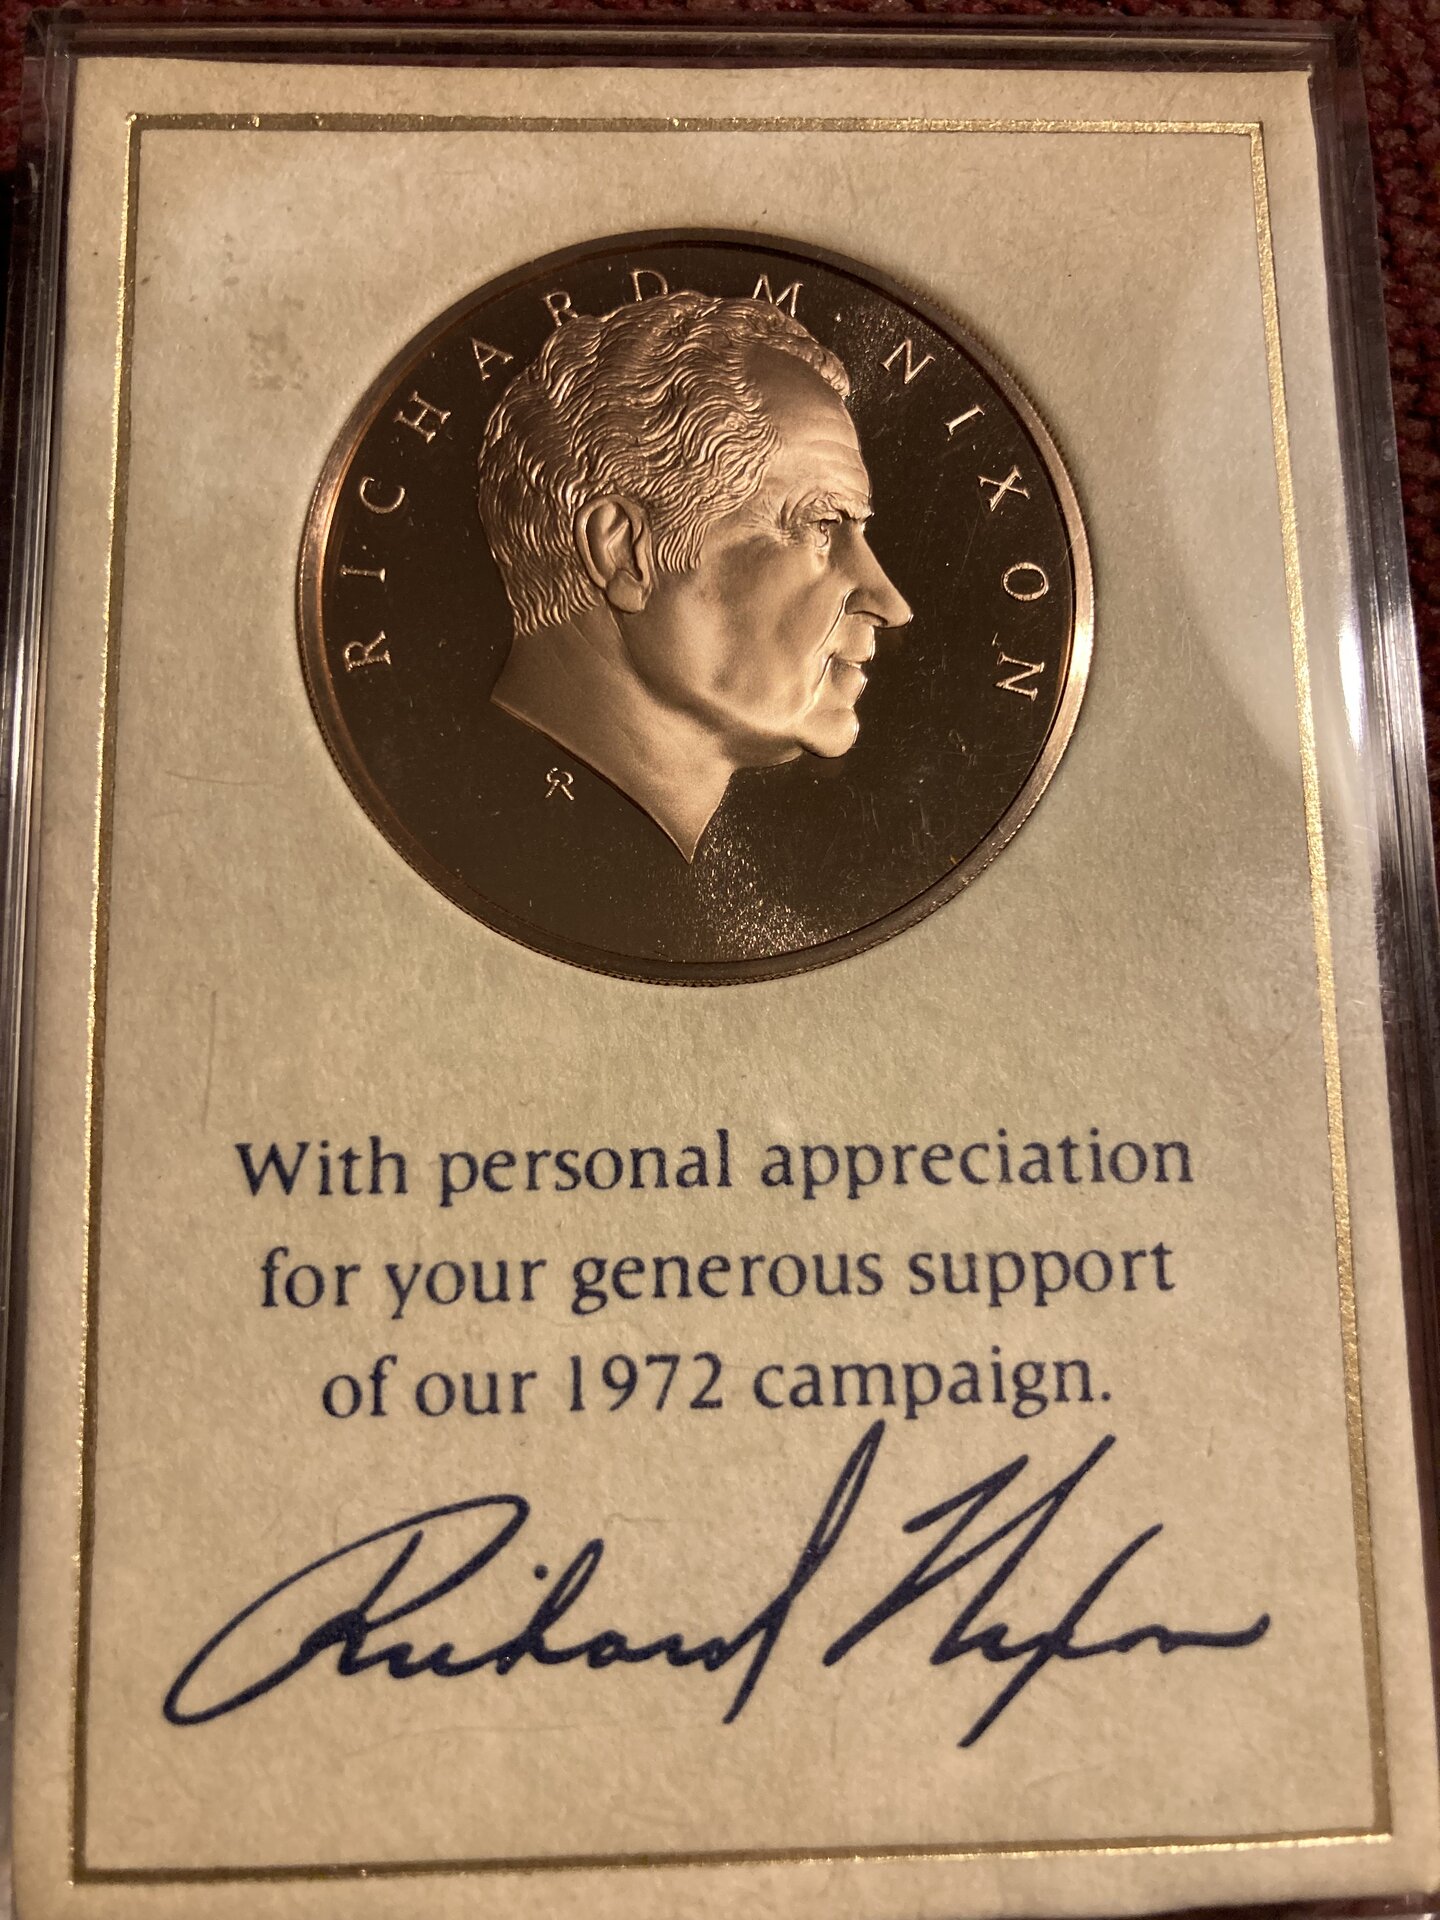 RICHARD M. NIXON
With personal appreciation
for your generous support
of our 1972 campaign.
Richard Nixon